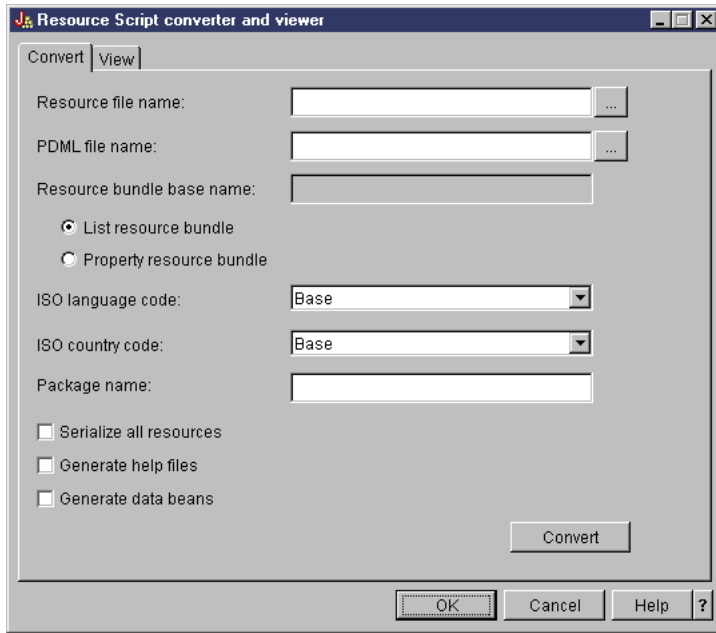 Resource Script converter and viewer
Convert View
Resource file name: ...
PDML file name: ...
Resource bundle base name:
List resource bundle
Property resource bundle
ISO language code: Base
ISO country code: Base
Package name:
Serialize all resources
Generate help files
Generate data beans
Convert
OK Cancel Help ?